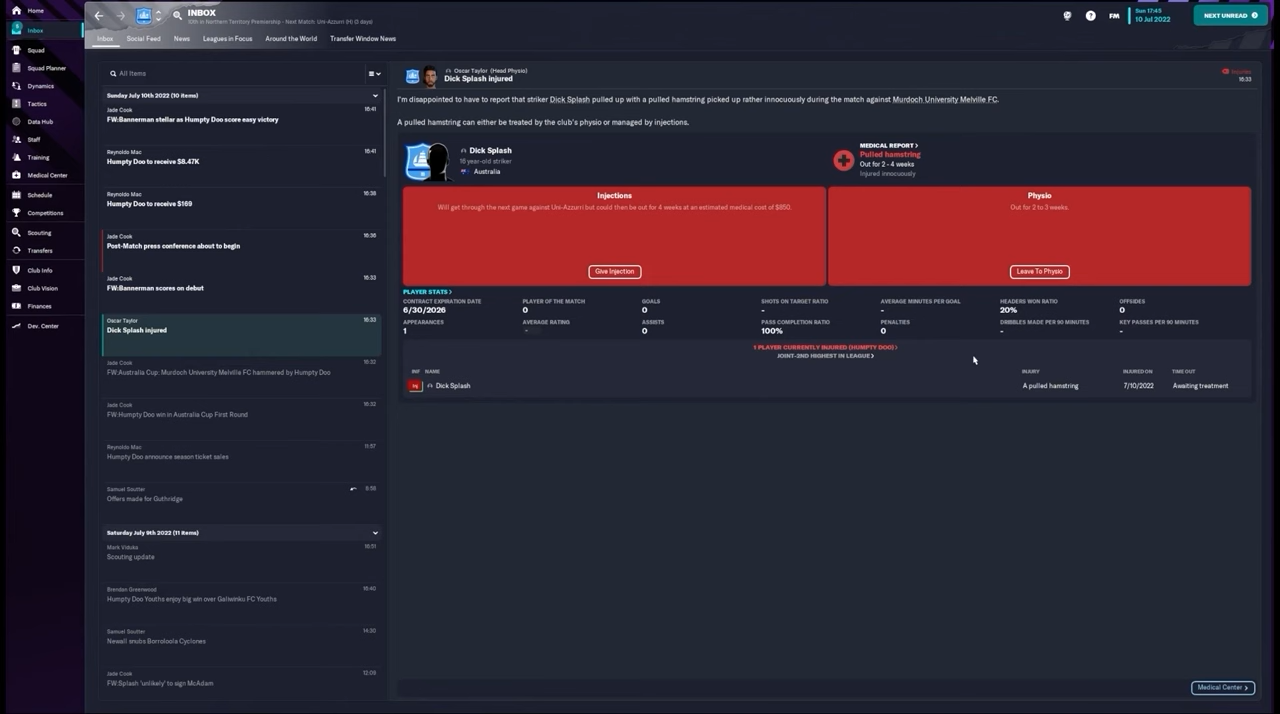 Home
Inbox
Squad
Squad Planner
Dynamics
Tactics
Data Hub
Staff
Training
Medical Center
Schedule
Competitions
Scouting
Transfers
Club Info
Club Vision
Finances
Dev. Center
INBOX
10th in Northern Territory Premiership - Next Match: Uni-Azzurri (H) (3 days)
FM
Sun 17:45
10 Jul 2022
NEXT UNREAD
Inbox
Social Feed
News
Leagues in Focus
Around the World
Transfer Window News
All Items
Sunday July 10th 2022 (10 items)
Jade Cook 16:41
FW:Bannerman stellar as Humpty Doo score easy victory
Reynoldo Mac 16:41
Humpty Doo to receive $8.47K
Reynoldo Mac 16:38
Humpty Doo to receive $169
Jade Cook 16:36
Post-Match press conference about to begin
Jade Cook 16:33
FW:Bannerman scores on debut
Oscar Taylor 16:33
Dick Splash injured
Jade Cook 16:32
FW:Australia Cup: Murdoch University Melville FC hammered by Humpty Doo
Jade Cook 16:32
FW:Humpty Doo win in Australia Cup First Round
Reynoldo Mac 11:57
Humpty Doo announce season ticket sales
Samuel Soutter
Offers made for Guthridge
Saturday July 9th 2022 (11 items)
Mark Viduka 16:51
Scouting update
Brendon Greenwood 16:40
Humpty Doo Youths enjoy big win over Galiwinku FC Youths
Samuel Soutter 14:30
Newall snubs Borroloola Cyclones
Jade Cook 12:09
FW:Splash 'unlikely' to sign McAdam
Oscar Taylor (Head Physio)
Dick Splash injured
Injuries
16:33
I'm disappointed to have to report that striker Dick Splash pulled up with a pulled hamstring picked up rather innocuously during the match against Murdoch University Melville FC.
A pulled hamstring can either be treated by the club's physio or managed by injections.
Dick Splash
16 year-old striker
Australia
MEDICAL REPORT >
Pulled hamstring
Out for 2 - 4 weeks
Injured innocuously
Injections
Will get through the next game against Uni-Azzurri but could then be out for 4 weeks at an estimated medical cost of $850.
Give Injection
Physio
Out for 2 to 3 weeks.
Leave To Physio
PLAYER STATS >
CONTRACT EXPIRATION DATE
6/30/2026
PLAYER OF THE MATCH
0
GOALS
0
SHOTS ON TARGET RATIO
-
AVERAGE MINUTES PER GOAL
-
HEADERS WON RATIO
20%
OFFSIDES
0
APPEARANCES
1
AVERAGE RATING
-
ASSISTS
0
PASS COMPLETION RATIO
100%
PENALTIES
0
DRIBBLES MADE PER 90 MINUTES
-
KEY PASSES PER 90 MINUTES
-
1 PLAYER CURRENTLY INJURED (HUMPTY DOO) >
JOINT-2ND HIGHEST IN LEAGUE >
INF NAME INJURY INJURED ON TIME OUT
Inj Dick Splash A pulled hamstring 7/10/2022 Awaiting treatment
Medical Center >